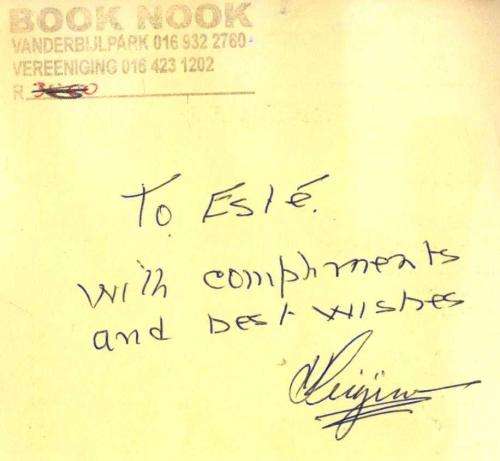 BOOK NOOK
VANDERBIJLPARK 016 932 2760
VEREENIGING 016 423 1202
R
To Eslé.
with compliments
and best wishes